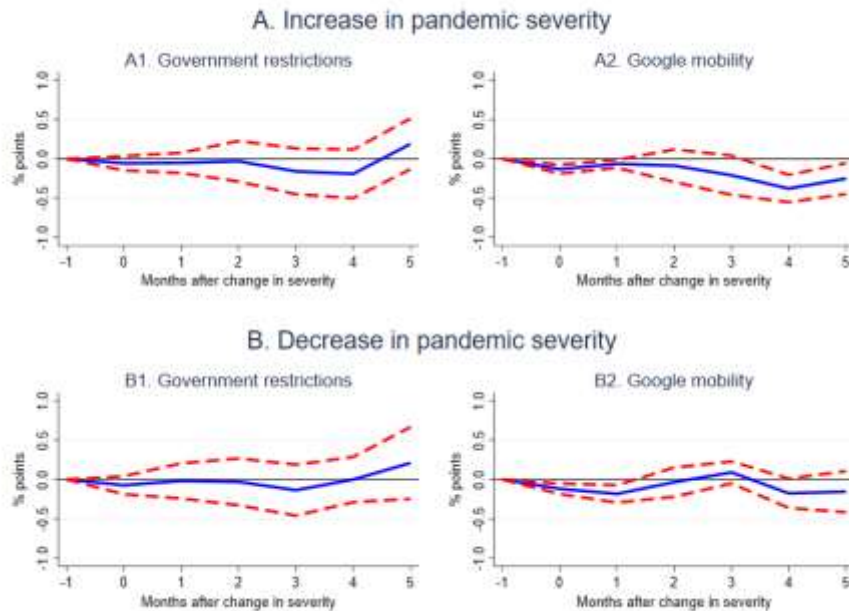 A. Increase in pandemic severity
A1. Government restrictions
% points
1.0
0.5
0.0
-0.5
-1.0
-1 0 1 2 3 4 5
Months after change in severity
A2. Google mobility
% points
1.0
0.5
0.0
-0.5
-1.0
-1 0 1 2 3 4 5
Months after change in severity
B. Decrease in pandemic severity
B1. Government restrictions
% points
1.0
0.5
0.0
-0.5
-1.0
-1 0 1 2 3 4 5
Months after change in severity
B2. Google mobility
% points
1.0
0.5
0.0
-0.5
-1.0
-1 0 1 2 3 4 5
Months after change in severity